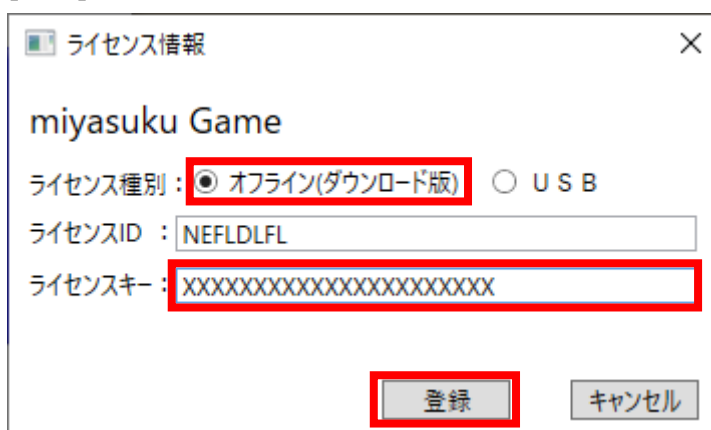 ライセンス情報
miyasuku Game
ライセンス種別：オフライン(ダウンロード版) ＵＳＢ
ライセンスID ：NEFLDLFL
ライセンスキー：XXXXXXXXXXXXXXXXXXXXXXX
登録 キャンセル